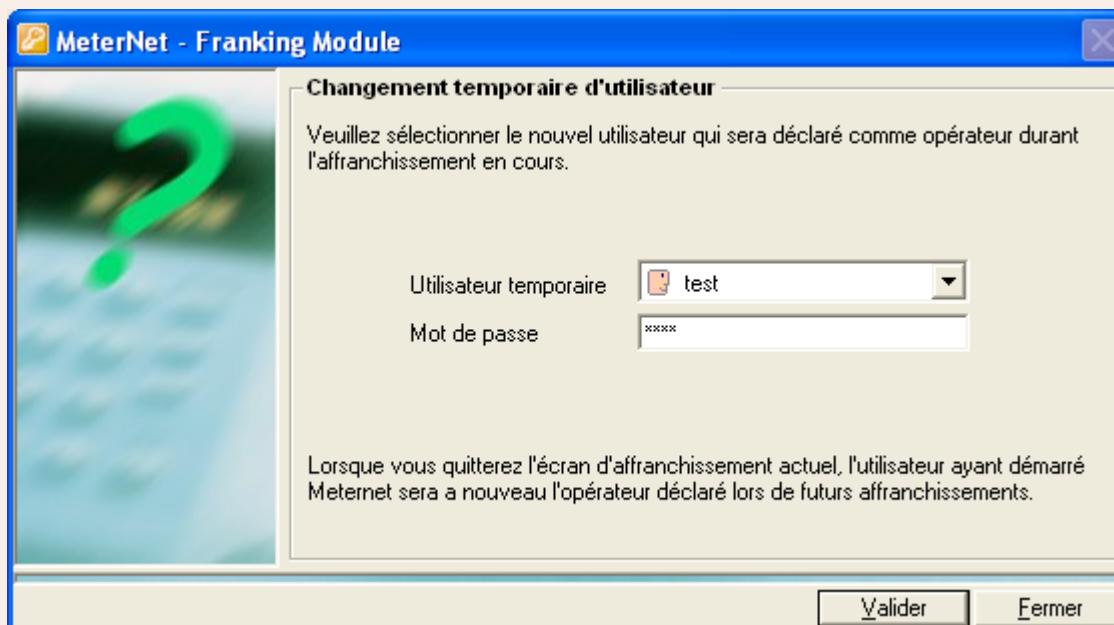 MeterNet - Franking Module
Changement temporaire d'utilisateur
Veuillez sélectionner le nouvel utilisateur qui sera déclaré comme opérateur durant
l'affranchissement en cours.
Utilisateur temporaire
test
Mot de passe
****
Lorsque vous quitterez l'écran d'affranchissement actuel, l'utilisateur ayant démarré
Meternet sera a nouveau l'opérateur déclaré lors de futurs affranchissements.
Valider
Fermer